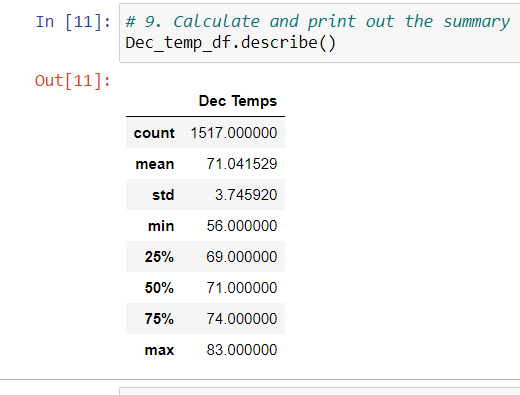 In [11]: # 9. Calculate and print out the summary
Dec_temp_df.describe()
Out[11]:
Dec Temps
count 1517.000000
mean 71.041529
std 3.745920
min 56.000000
25% 69.000000
50% 71.000000
75% 74.000000
max 83.000000